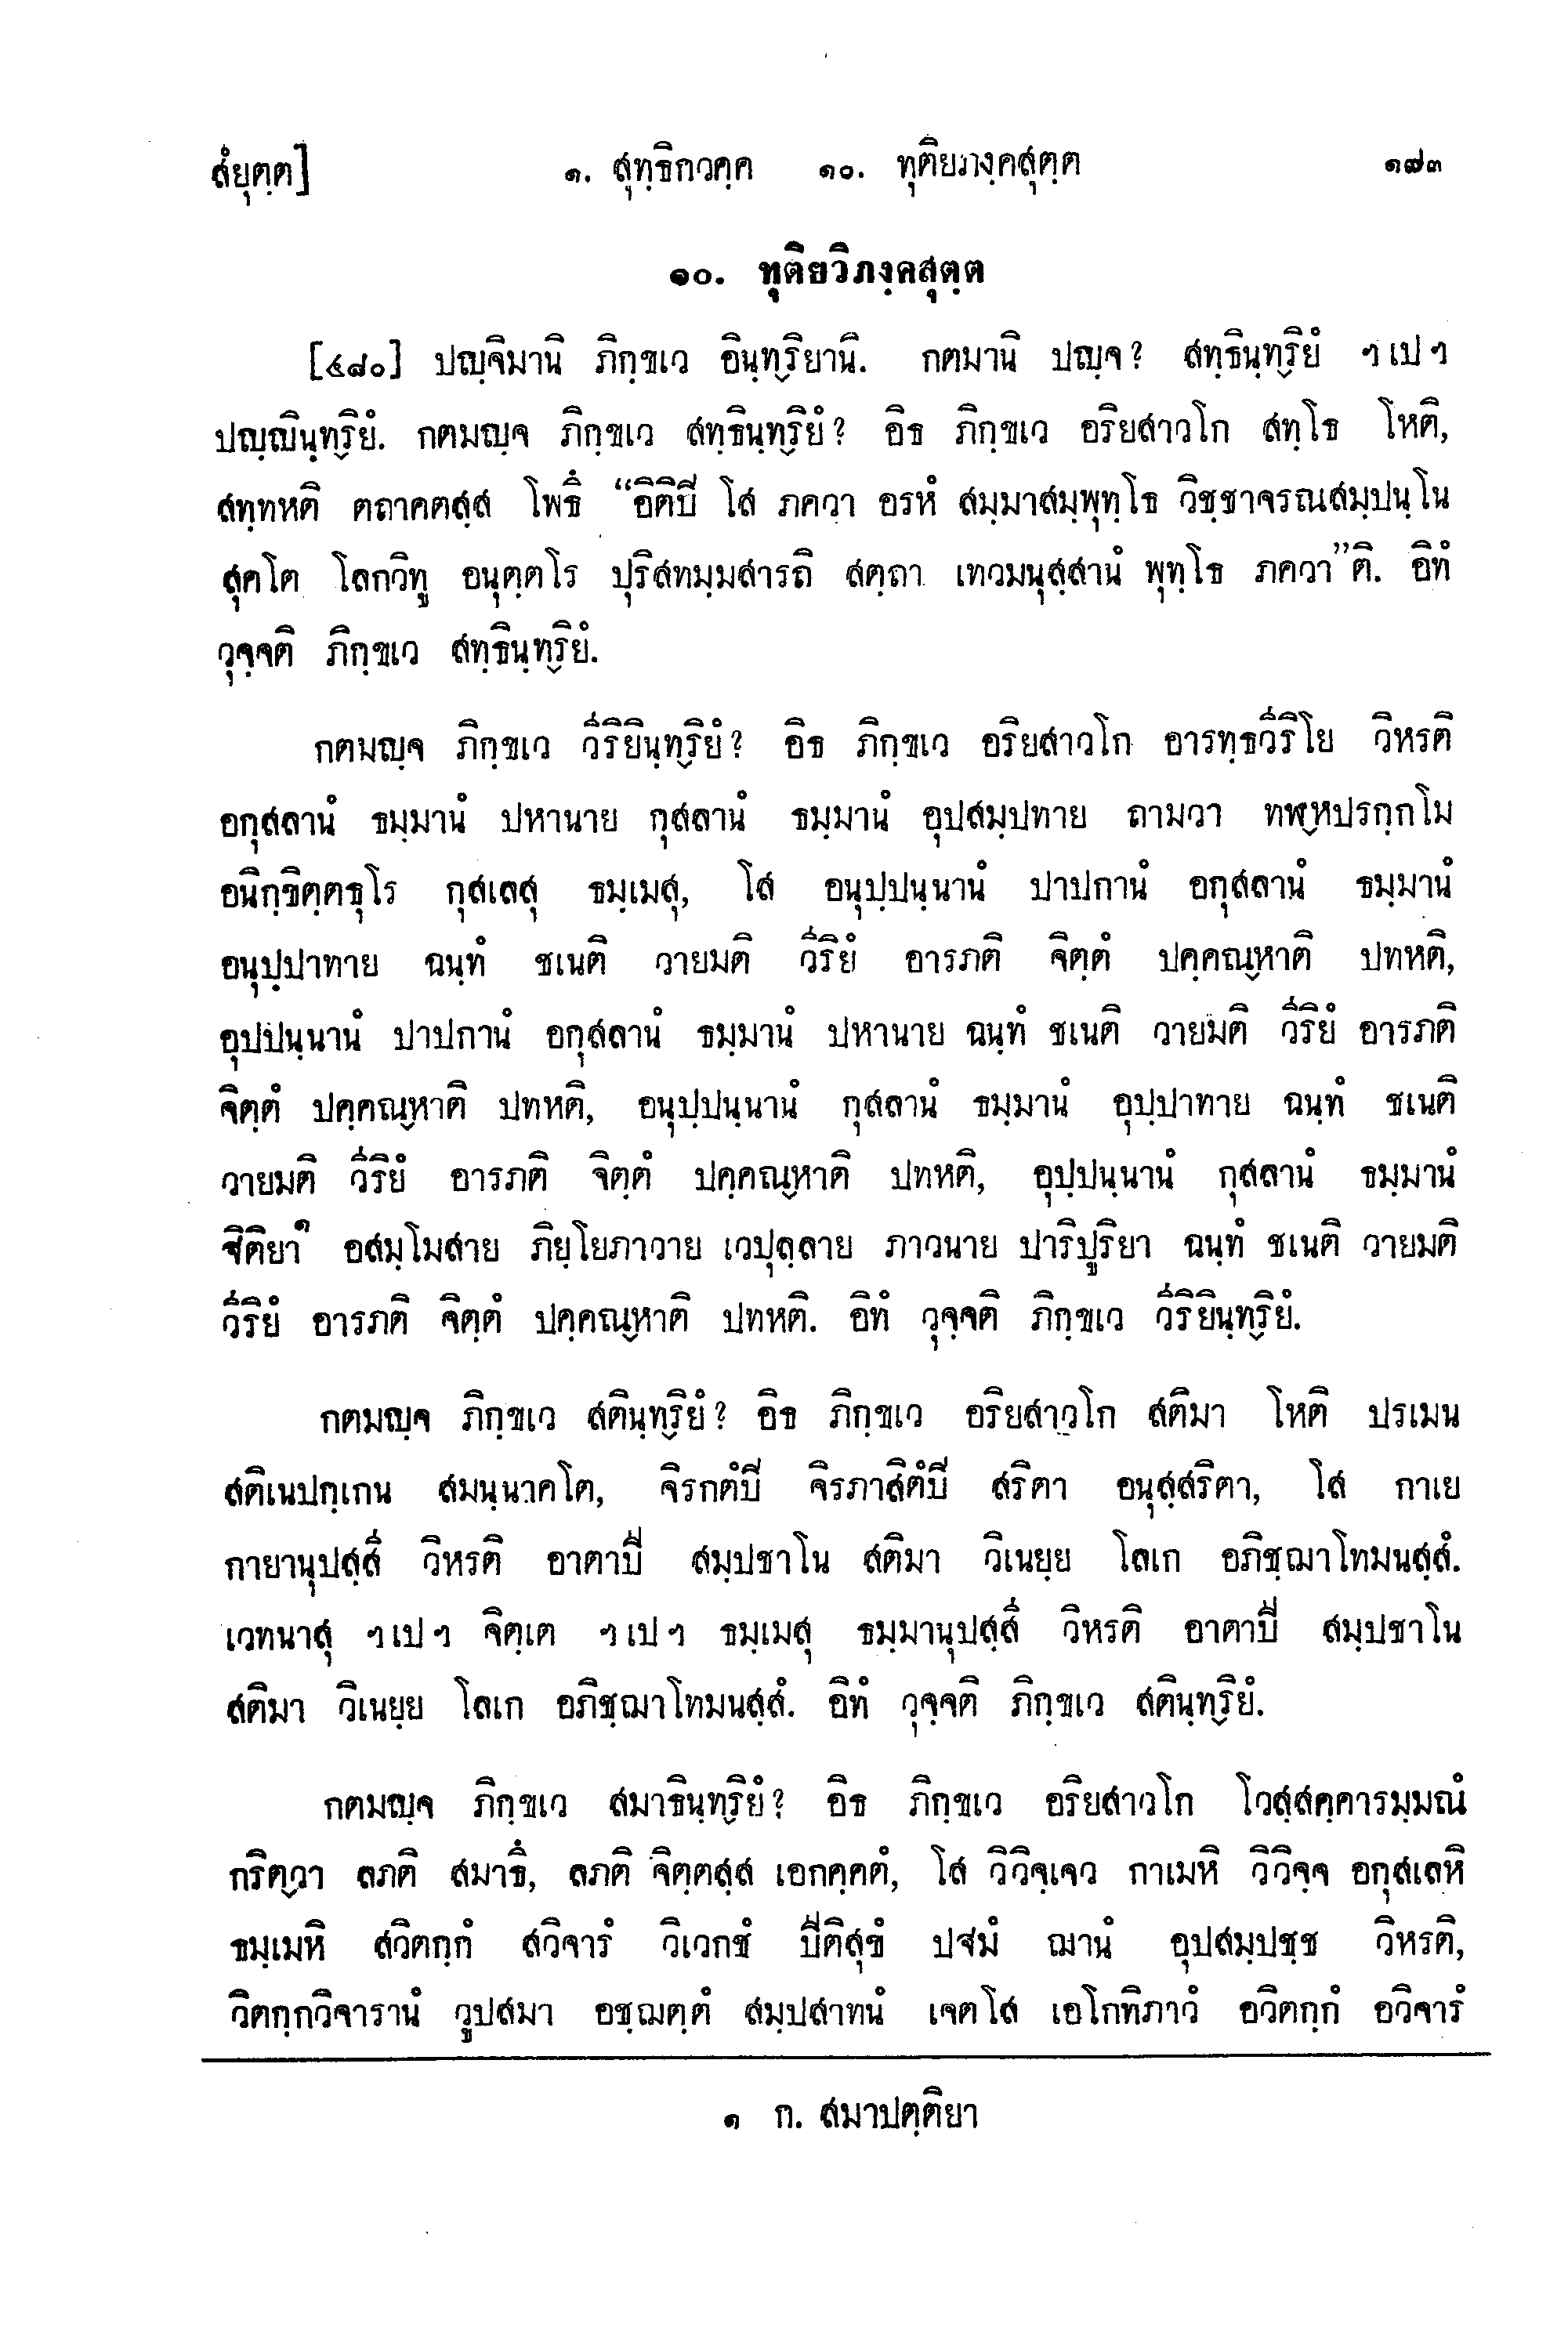 สํยุตฺต] ๑. สุทฺธิกวคฺค ๑๐. ทุติยภงฺคสุตฺต ๑๙๓
๑๐. ทุติยวิภงฺคสุตฺต
[๔๘๐] ปญฺจิมานิ ภิกฺขเว อินฺทฺริยานิ. กตมานิ ปญฺจ? สทฺธินฺทฺริยํ ฯเปฯ
ปญฺญินฺทฺริยํ. กตมญฺจ ภิกฺขเว สทฺธินฺทฺริยํ? อิธ ภิกฺขเว อริยสาวโก สทฺโธ โหติ,
สทฺทหติ ตถาคตสฺส โพธึ “อิติปิ โส ภควา อรหํ สมฺมาสมฺพุทฺโธ วิชฺชาจรณสมฺปนฺโน
สุคโต โลกวิทู อนุตฺตโร ปุริสทมฺมสารถิ สตฺถา เทวมนุสฺสานํ พุทฺโธ ภควา”ติ. อิทํ
วุจฺจติ ภิกฺขเว สทฺธินฺทฺริยํ.
กตมญฺจ ภิกฺขเว วีริยินฺทฺริยํ? อิธ ภิกฺขเว อริยสาวโก อารทฺธวีริโย วิหรติ
อกุสลานํ ธมฺมานํ ปหานาย กุสลานํ ธมฺมานํ อุปสมฺปทาย ถามวา ทฬฺหปรกฺกโม
อนิกฺขิตฺตธุโร กุสเลสุ ธมฺเมสุ, โส อนุปฺปนฺนานํ ปาปกานํ อกุสลานํ ธมฺมานํ
อนุปฺปาทาย ฉนฺทํ ชเนติ วายมติ วีริยํ อารภติ จิตฺตํ ปคฺคณฺหาติ ปทหติ,
อุปปนฺนานํ ปาปกานํ อกุสลานํ ธมฺมานํ ปหานาย ฉนฺทํ ชเนติ วายมติ วีริยํ อารภติ
จิตฺตํ ปคฺคณฺหาติ ปทหติ, อนุปฺปนฺนานํ กุสลานํ ธมฺมานํ อุปฺปาทาย ฉนฺทํ ชเนติ
วายมติ วีริยํ อารภติ จิตฺตํ ปคฺคณฺหาติ ปทหติ, อุปฺปนฺนานํ กุสลานํ ธมฺมานํ
ฐิติยา๑ อสมฺโมสาย ภิยฺโยภาวาย เวปุลฺลาย ภาวนาย ปาริปูริยา ฉนฺทํ ชเนติ วายมติ
วีริยํ อารภติ จิตฺตํ ปคฺคณฺหาติ ปทหติ. อิทํ วุจฺจติ ภิกฺขเว วีริยินฺทฺริยํ.
กตมญฺจ ภิกฺขเว สตินฺทฺริยํ? อิธ ภิกฺขเว อริยสาวโก สติมา โหติ ปรเมน
สติเนปกฺเกน สมนฺนาคโต, จิรกตํปิ จิรภาสิตํปิ สริตา อนุสฺสริตา, โส กาเย
กายานุปสฺสี วิหรติ อาตาปี สมฺปชาโน สติมา วิเนยฺย โลเก อภิชฺฌาโทมนสฺสํ.
เวทนาสุ ฯเปฯ จิตฺเต ฯเปฯ ธมฺเมสุ ธมฺมานุปสฺสี วิหรติ อาตาปี สมฺปชาโน
สติมา วิเนยฺย โลเก อภิชฺฌาโทมนสฺสํ. อิทํ วุจฺจติ ภิกฺขเว สตินฺทฺริยํ.
กตมญฺจ ภิกฺขเว สมาธินฺทฺริยํ? อิธ ภิกฺขเว อริยสาวโก โวสฺสคฺคารมฺมณํ
กริตฺวา ลภติ สมาธึ, ลภติ จิตฺตสฺส เอกคฺคตํ, โส วิวิจฺเจว กาเมหิ วิวิจฺจ อกุสเลหิ
ธมฺเมหิ สวิตกฺกํ สวิจารํ วิเวกชํ ปีติสุขํ ปฐมํ ฌานํ อุปสมฺปชฺช วิหรติ,
วิตกฺกวิจารานํ วูปสมา อชฺฌตฺตํ สมฺปสาทนํ เจตโส เอโกทิภาวํ อวิตกฺกํ อวิจารํ
๑ ก. สมาปตฺติยา